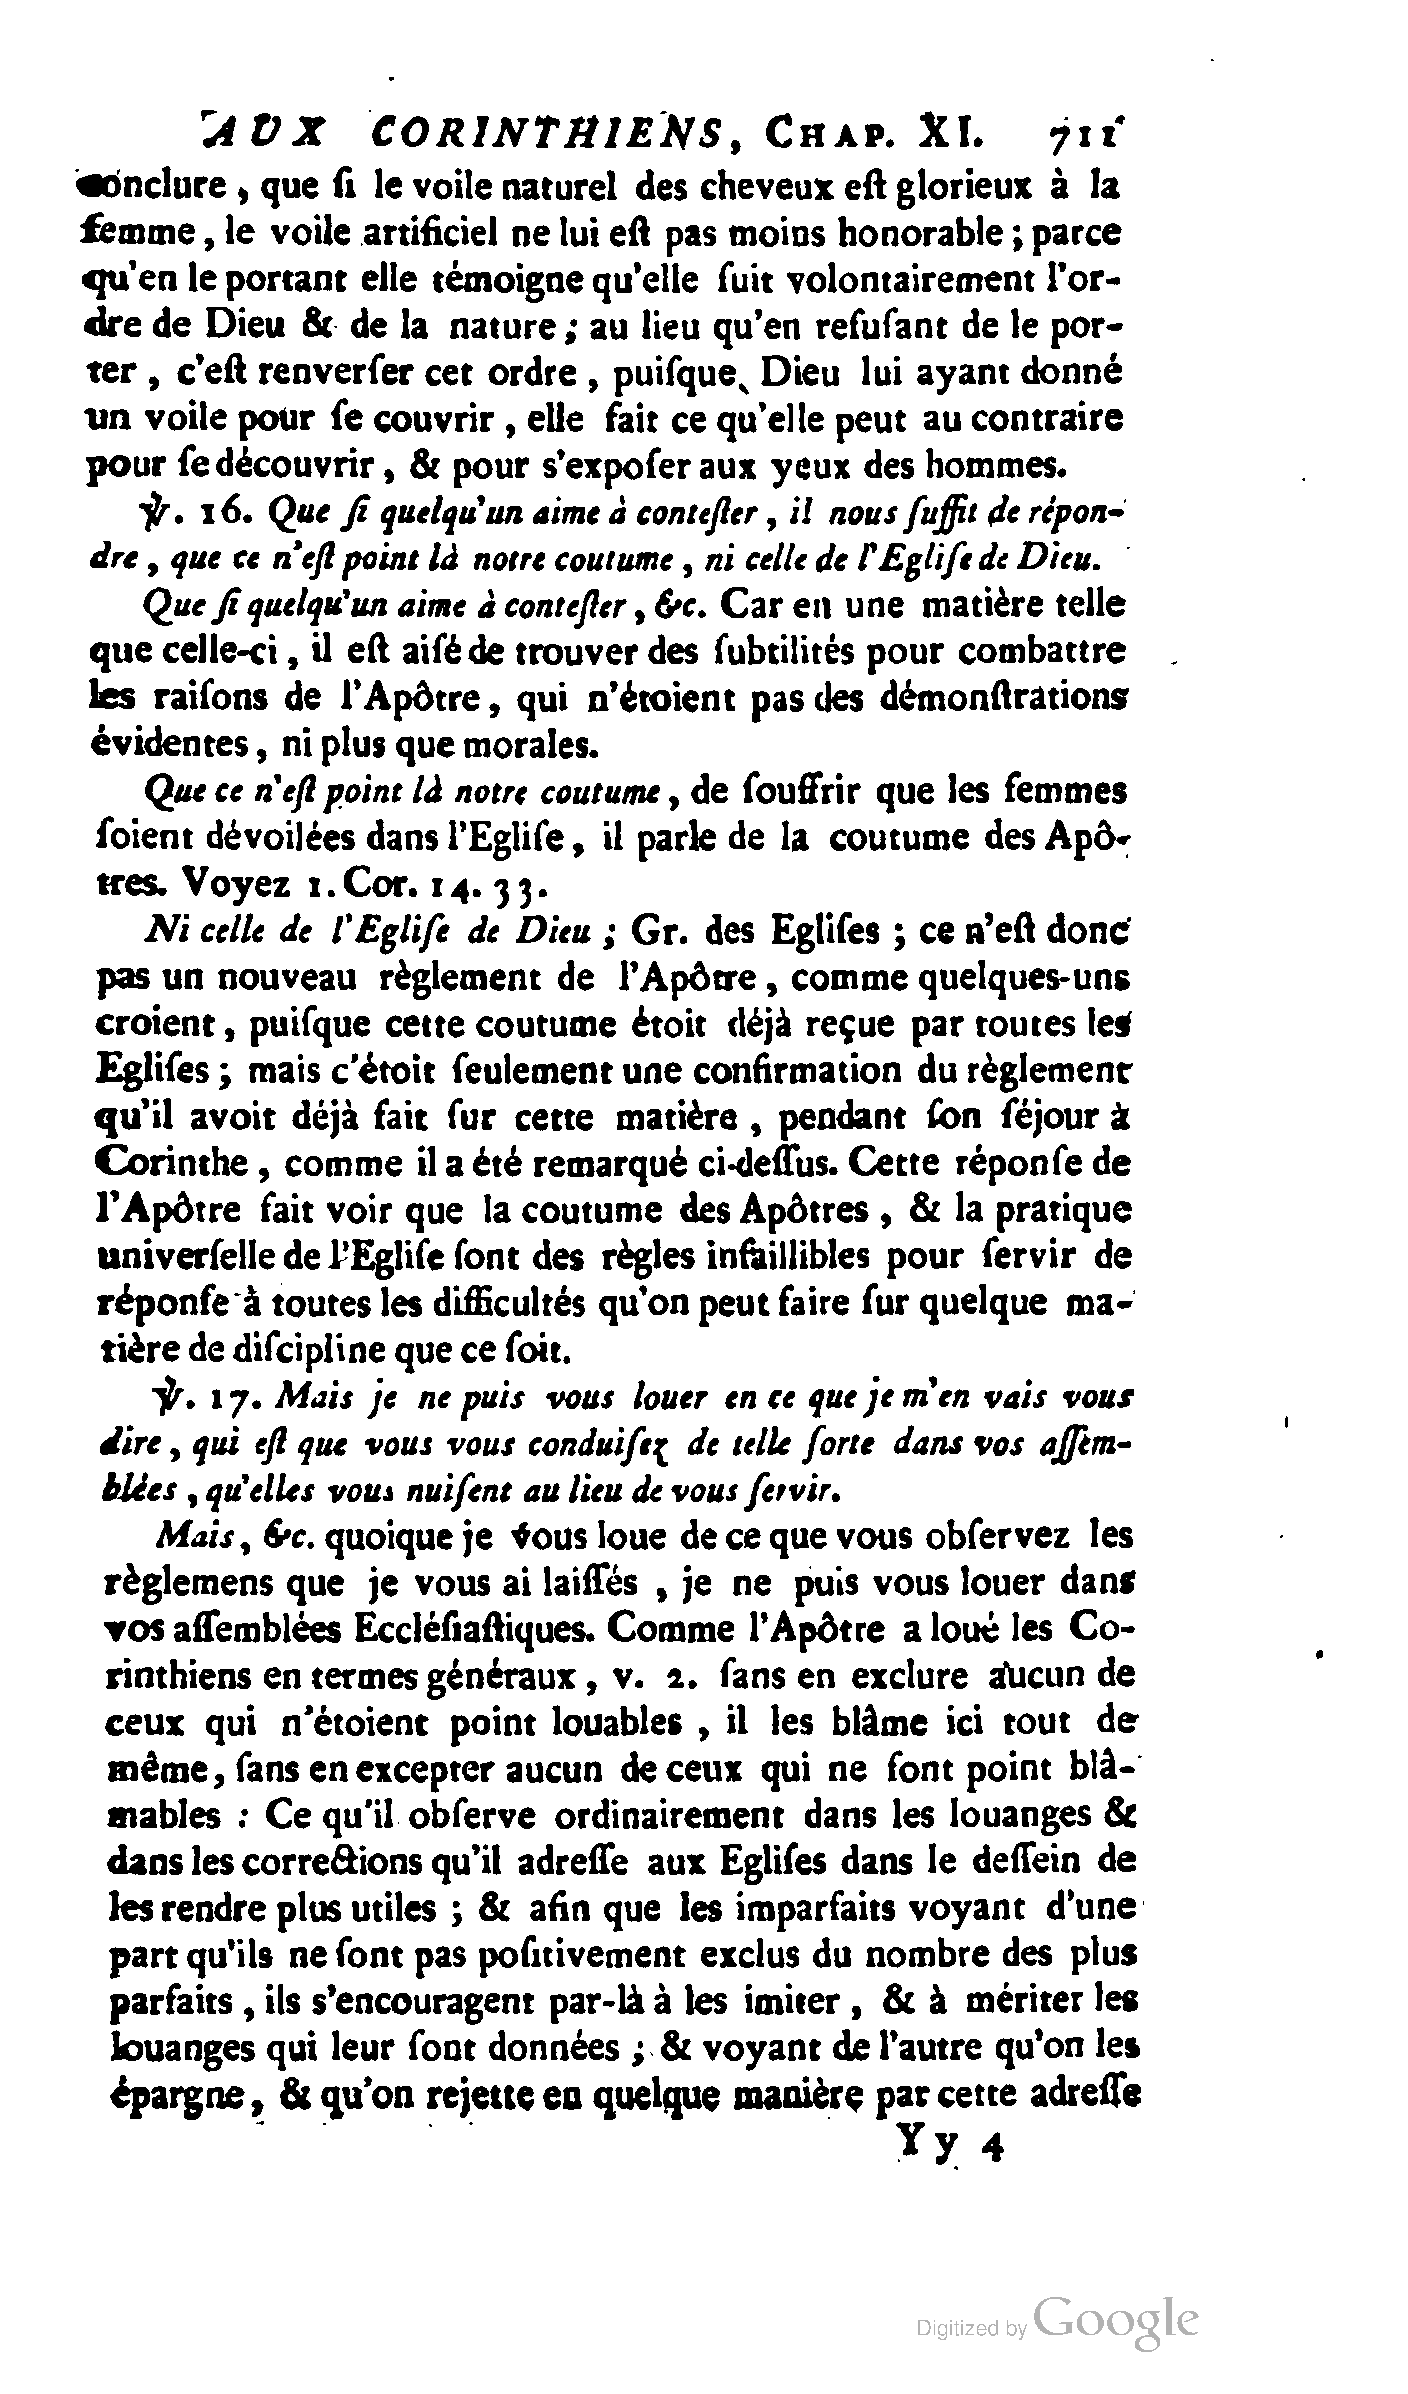 AUX CORINTHIENS, CHAP. XI. 711
conclure, que ſi le voile naturel des cheveux eſt glorieux à la
femme, le voile artificiel ne lui eſt pas moins honorable; parce
qu'en le portant elle témoigne qu'elle ſuit volontairement l'or-
dre de Dieu & de la nature; au lieu qu'en refuſant de le por-
ter, c'eſt renverſer cet ordre, puiſque, Dieu lui ayant donné
un voile pour ſe couvrir, elle fait ce qu'elle peut au contraire
pour ſe découvrir, & pour s'expoſer aux yeux des hommes.
℣. 16. Que ſi quelqu'un aime à conteſter, il nous ſuffit de répon-
dre, que ce n'eſt point là notre coutume, ni celle de l'Egliſe de Dieu.
Que ſi quelqu'un aime à conteſter, &c. Car en une matière telle
que celle-ci, il eſt aiſé de trouver des ſubtilités pour combattre
les raiſons de l'Apôtre, qui n'étoient pas des démonſtrations
évidentes, ni plus que morales.
Que ce n'eſt point là notre coutume, de ſouffrir que les femmes
ſoient dévoilées dans l'Egliſe, il parle de la coutume des Apô-
tres. Voyez 1. Cor. 14. 33.
Ni celle de l'Egliſe de Dieu; Gr. des Egliſes; ce n'eſt donc
pas un nouveau règlement de l'Apôtre, comme quelques-uns
croient, puiſque cette coutume étoit déjà reçue par toutes les
Egliſes; mais c'étoit ſeulement une confirmation du règlement
qu'il avoit déjà fait ſur cette matière, pendant ſon ſéjour à
Corinthe, comme il a été remarqué ci-deſſus. Cette réponſe de
l'Apôtre fait voir que la coutume des Apôtres, & la pratique
univerſelle de l'Egliſe ſont des règles infaillibles pour ſervir de
réponſe à toutes les difficultés qu'on peut faire ſur quelque ma-
tière de diſcipline que ce ſoit.
℣. 17. Mais je ne puis vous louer en ce que je m'en vais vous
dire, qui eſt que vous vous conduiſez de telle ſorte dans vos aſſem-
blées, qu'elles vous nuiſent au lieu de vous ſervir.
Mais, &c. quoique je vous loue de ce que vous obſervez les
règlemens que je vous ai laiſſés, je ne puis vous louer dans
vos aſſemblées Eccléſiaſtiques. Comme l'Apôtre a loué les Co-
rinthiens en termes généraux, v. 2. ſans en exclure aucun de
ceux qui n'étoient point louables, il les blâme ici tout de
même, ſans en excepter aucun de ceux qui ne ſont point blâ-
mables : Ce qu'il obſerve ordinairement dans les louanges &
dans les corrections qu'il adreſſe aux Egliſes dans le deſſein de
les rendre plus utiles; & afin que les imparfaits voyant d'une
part qu'ils ne ſont pas poſitivement exclus du nombre des plus
parfaits, ils s'encouragent par-là à les imiter, & à mériter les
louanges qui leur ſont données; & voyant de l'autre qu'on les
épargne, & qu'on rejette en quelque manière par cette adreſſe
Yy 4
Digitized by Google